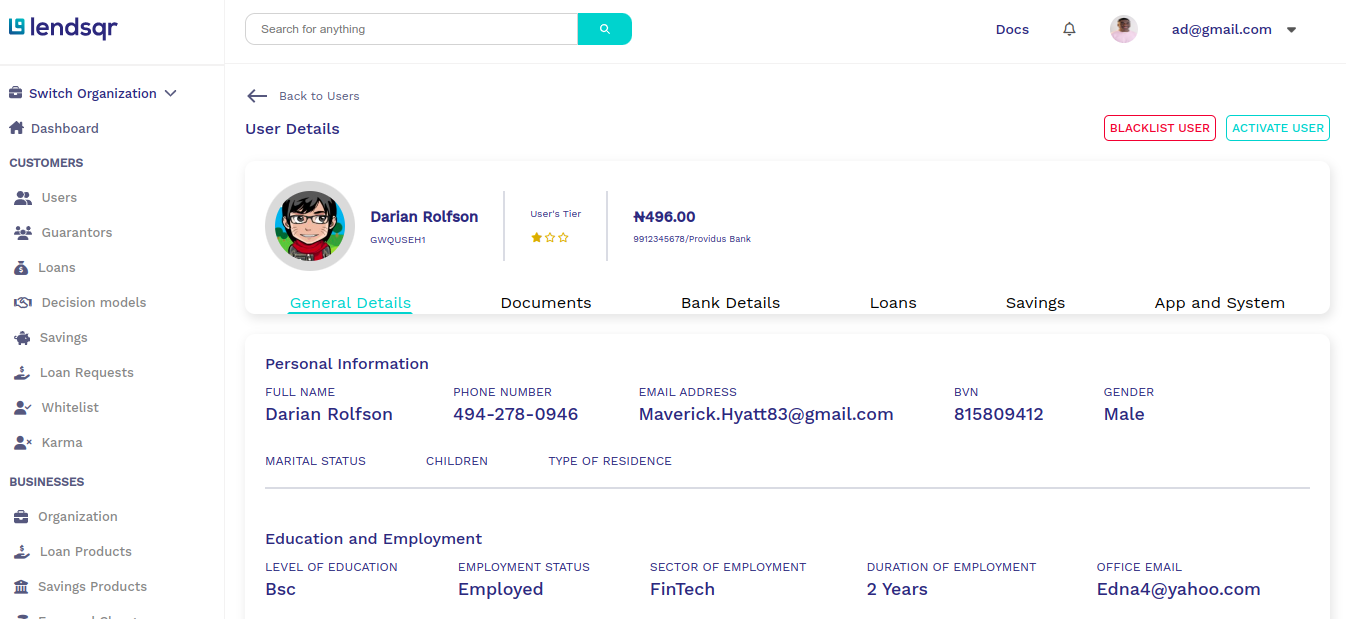 lendsqr
Search for anything
Docs
ad@gmail.com
Switch Organization
Dashboard
CUSTOMERS
Users
Guarantors
Loans
Decision models
Savings
Loan Requests
Whitelist
Karma
BUSINESSES
Organization
Loan Products
Savings Products
Back to Users
User Details
BLACKLIST USER
ACTIVATE USER
Darian Rolfson
GWQUSEH1
User's Tier
₦496.00
9912345678/Providus Bank
General Details
Documents
Bank Details
Loans
Savings
App and System
Personal Information
FULL NAME
Darian Rolfson
PHONE NUMBER
494-278-0946
EMAIL ADDRESS
Maverick.Hyatt83@gmail.com
BVN
815809412
GENDER
Male
MARITAL STATUS
CHILDREN
TYPE OF RESIDENCE
Education and Employment
LEVEL OF EDUCATION
Bsc
EMPLOYMENT STATUS
Employed
SECTOR OF EMPLOYMENT
FinTech
DURATION OF EMPLOYMENT
2 Years
OFFICE EMAIL
Edna4@yahoo.com